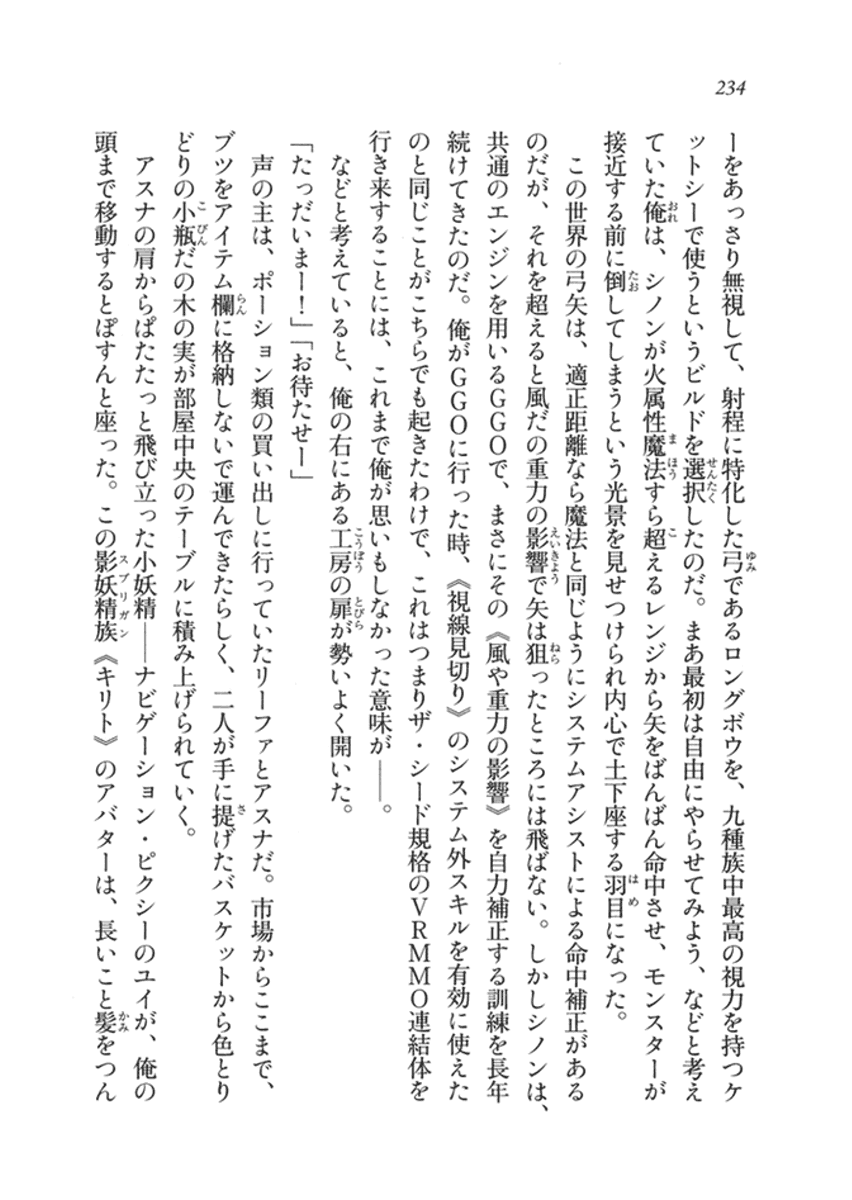 234
ーをあっさり無視して、射程に特化した弓であるロングボウを、九種族中最高の視力を持つケ
ットシーで使うというビルドを選択したのだ。まあ最初は自由にやらせてみよう、などと考え
ていた俺は、シノンが火属性魔法すら超えるレンジから矢をばんばん命中させ、モンスターが
接近する前に倒してしまうという光景を見せつけられ内心で土下座する羽目になった。
この世界の弓矢は、適正距離なら魔法と同じようにシステムアシストによる命中補正がある
のだが、それを超えると風だの重力の影響で矢は狙ったところには飛ばない。しかしシノンは、
共通のエンジンを用いるGGOで、まさにその《風や重力の影響》を自力補正する訓練を長年
続けてきたのだ。俺がGGOに行った時、《視線見切り》のシステム外スキルを有効に使えた
のと同じことがこちらでも起きたわけで、これはつまりザ・シード規格のVRMMO連結体を
行き来することには、これまで俺が思いもしなかった意味が――。
などと考えていると、俺の右にある工房の扉が勢いよく開いた。
「たっだいまー！」「お待たせー」
声の主は、ポーション類の買い出しに行っていたリーファとアスナだ。市場からここまで、
ブツをアイテム欄に格納しないで運んできたらしく、二人が手に提げたバスケットから色とり
どりの小瓶だの木の実が部屋中央のテーブルに積み上げられていく。
アスナの肩からぱたたっと飛び立った小妖精――ナビゲーション・ピクシーのユイが、俺の
頭まで移動するとぽすんと座った。この影妖精族《キリト》のアバターは、長いこと髪をつん